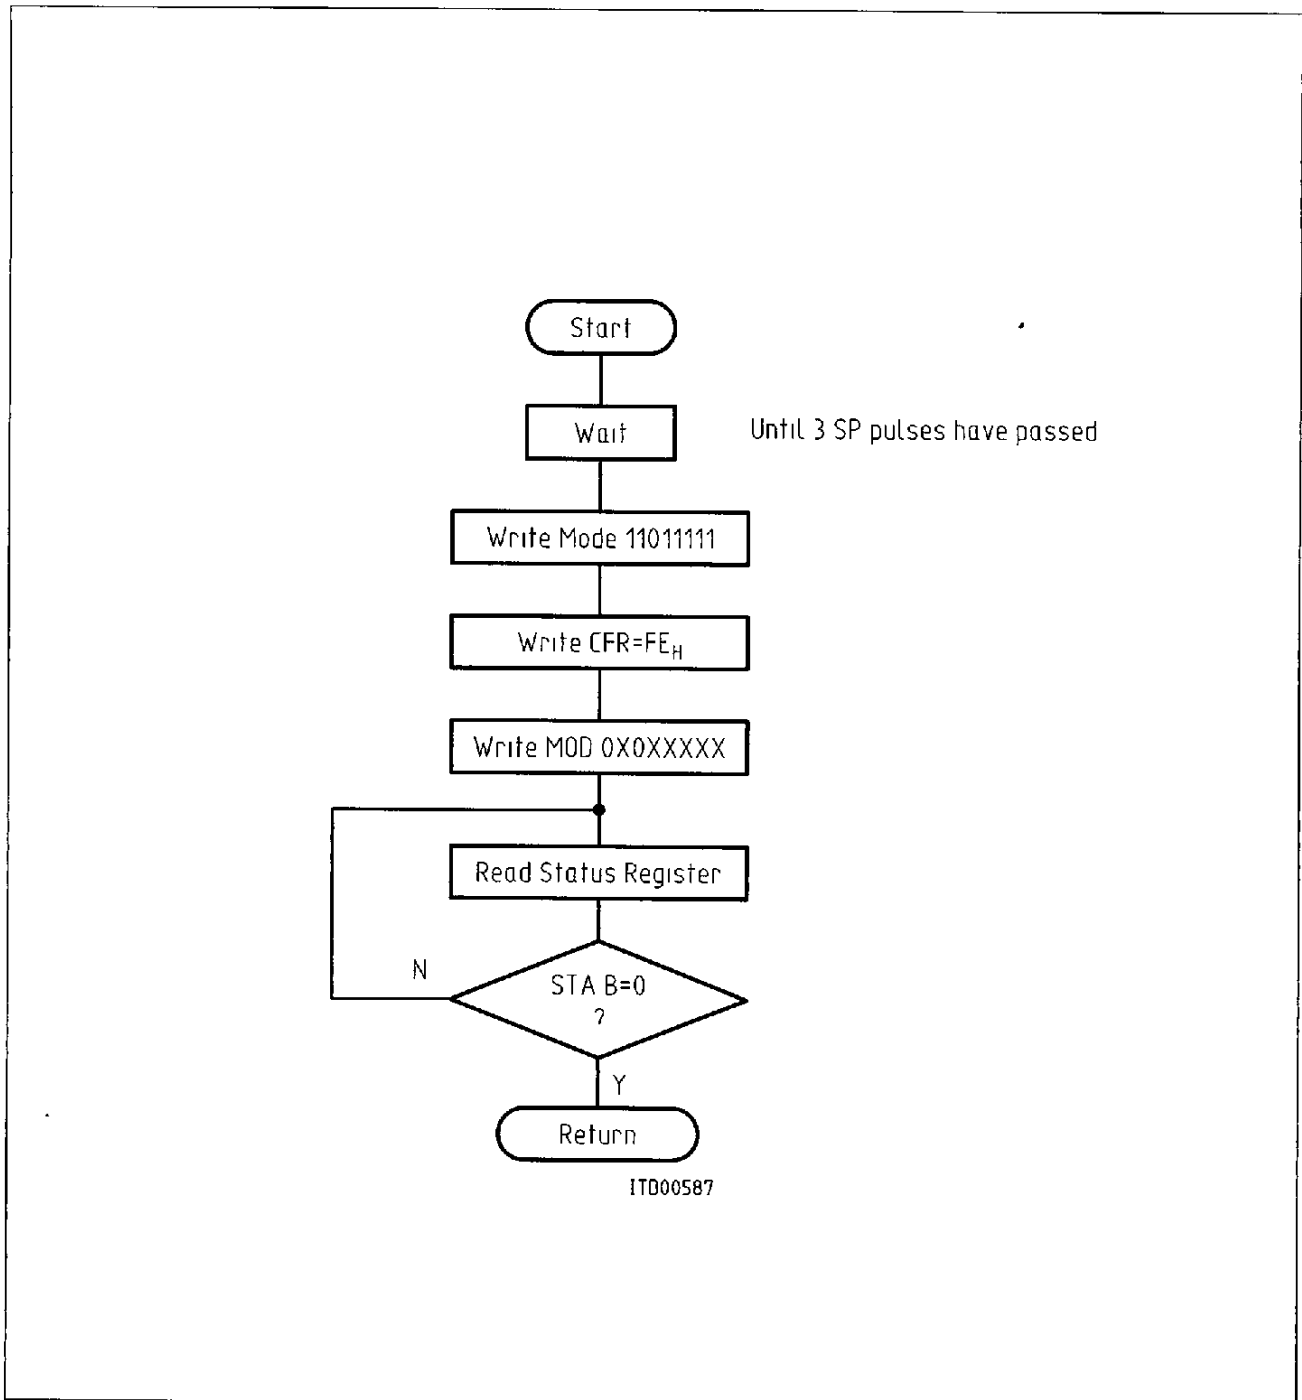 Start
Wait
Until 3 SP pulses have passed
Write Mode 11011111
Write CFR=FEH
Write MOD 0X0XXXXX
Read Status Register
N
STA B=0
?
Y
Return
ITD00587